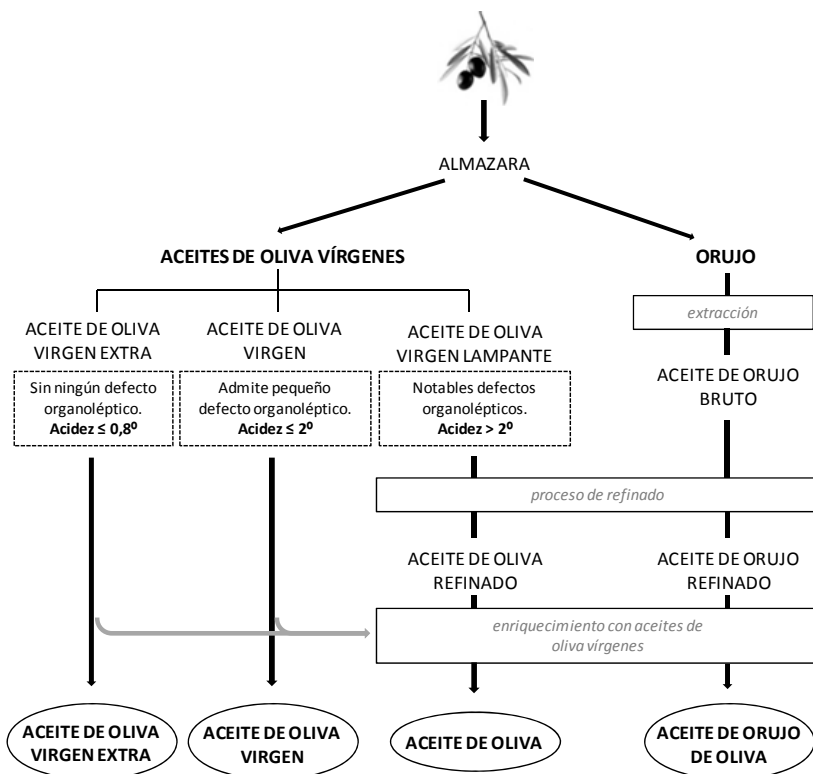 ALMAZARA
ACEITES DE OLIVA VÍRGENES
ORUJO
extracción
ACEITE DE OLIVA
VIRGEN EXTRA
ACEITE DE OLIVA
VIRGEN
ACEITE DE OLIVA
VIRGEN LAMPANTE
Sin ningún defecto
organoléptico.
Acidez ≤ 0,8⁰
Admite pequeño
defecto organoléptico.
Acidez ≤ 2⁰
Notables defectos
organolépticos.
Acidez > 2⁰
ACEITE DE ORUJO
BRUTO
proceso de refinado
ACEITE DE OLIVA
REFINADO
ACEITE DE ORUJO
REFINADO
enriquecimiento con aceites de
oliva vírgenes
ACEITE DE OLIVA
VIRGEN EXTRA
ACEITE DE OLIVA
VIRGEN
ACEITE DE OLIVA
ACEITE DE ORUJO
DE OLIVA